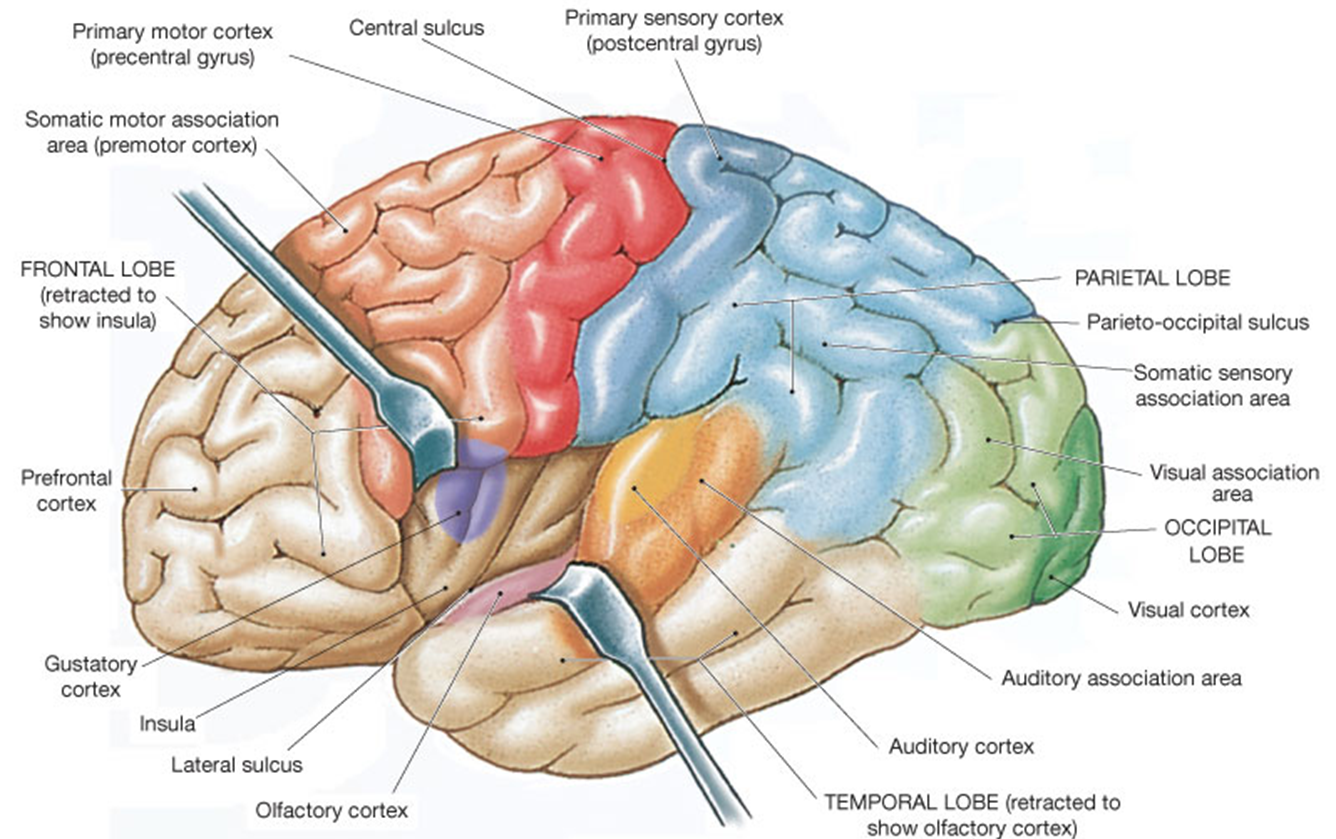 Primary motor cortex
(precentral gyrus)
Central sulcus
Primary sensory cortex
(postcentral gyrus)
Somatic motor association
area (premotor cortex)
FRONTAL LOBE
(retracted to
show insula)
Prefrontal
cortex
Gustatory
cortex
Insula
Lateral sulcus
Olfactory cortex
PARIETAL LOBE
Parieto-occipital sulcus
Somatic sensory
association area
Visual association
area
OCCIPITAL
LOBE
Visual cortex
Auditory association area
Auditory cortex
TEMPORAL LOBE (retracted to
show olfactory cortex)